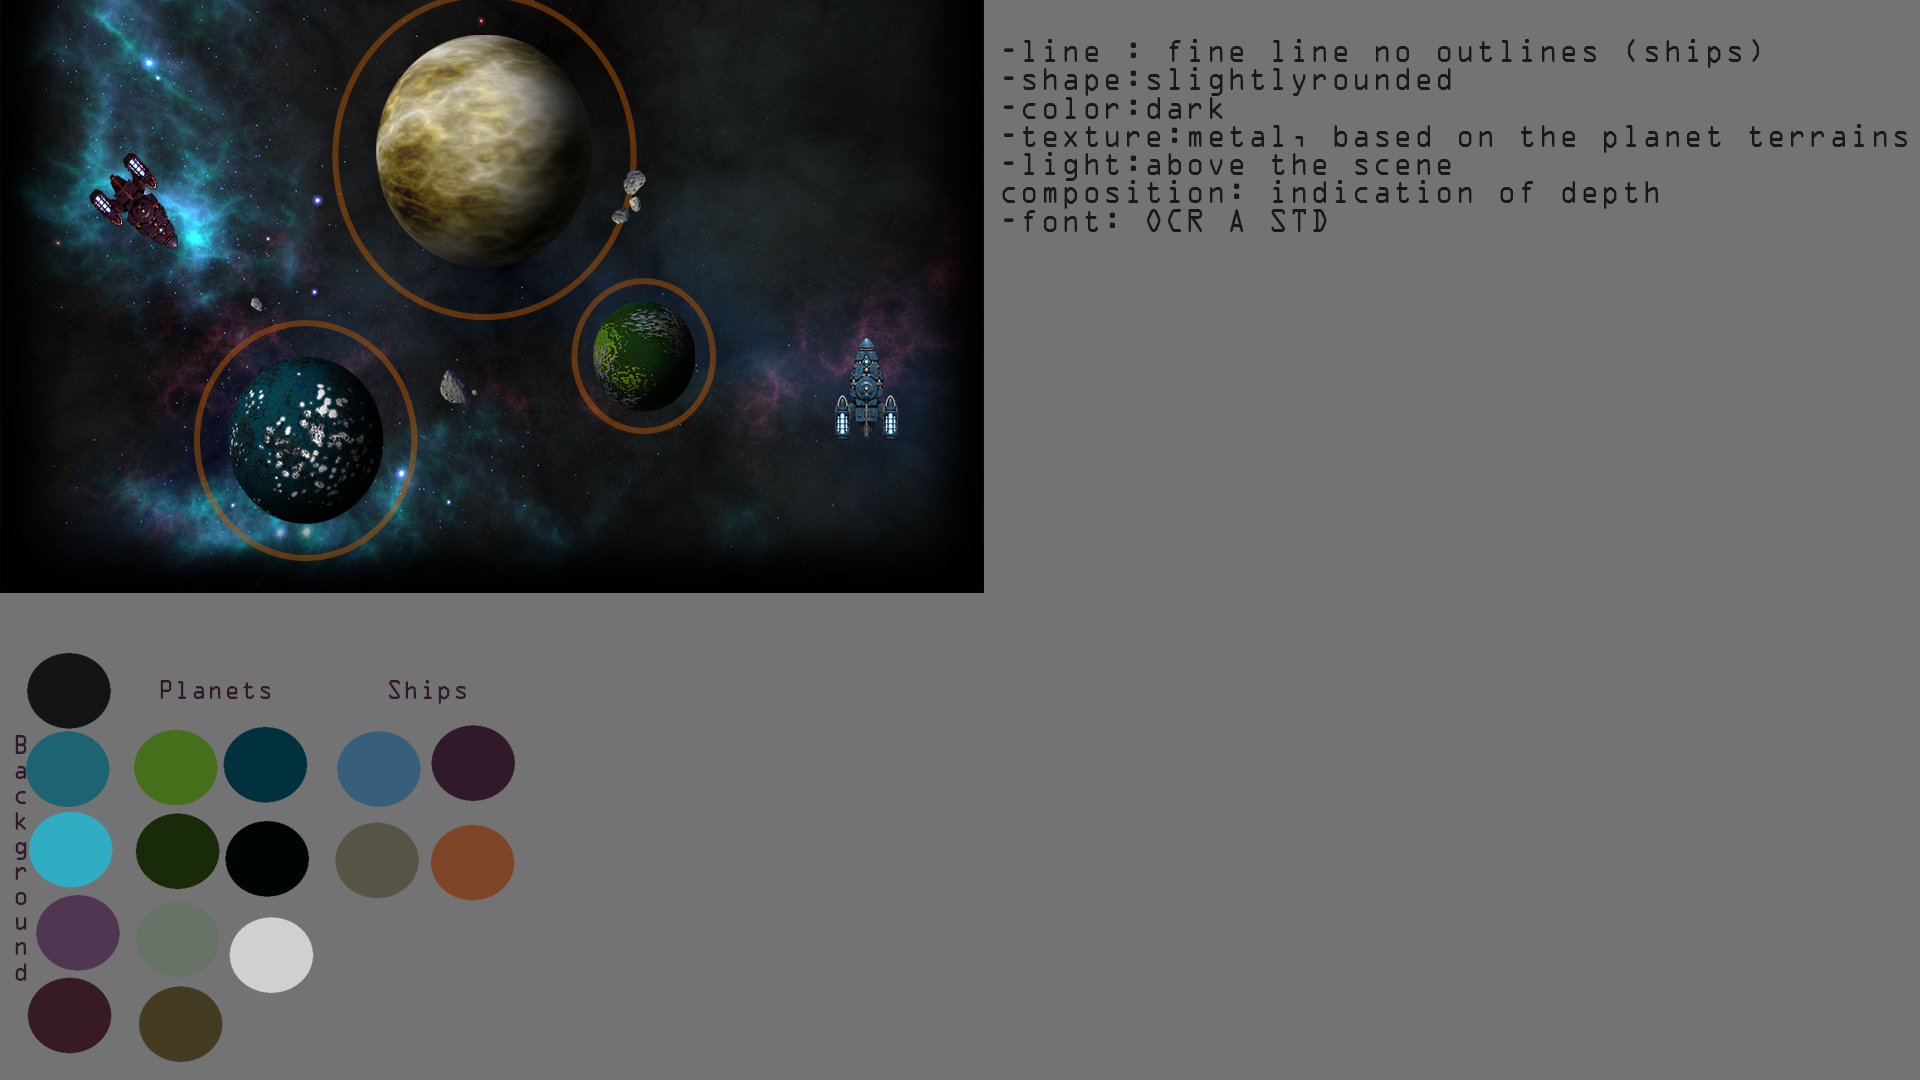 -line : fine line no outlines (ships)
-shape:slightlyrounded
-color:dark
-texture:metal, based on the planet terrains
-light:above the scene
composition: indication of depth
-font: OCR A STD
Planets
Ships
Background